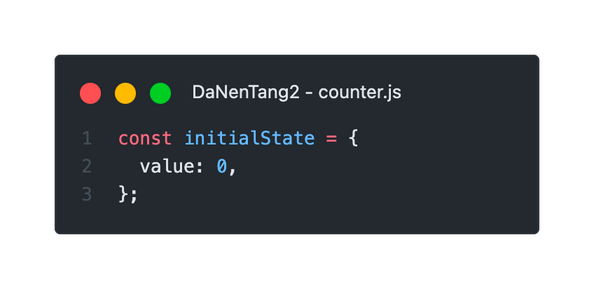 DaNenTang2 - counter.js
1 const initialState = {
2   value: 0,
3 };